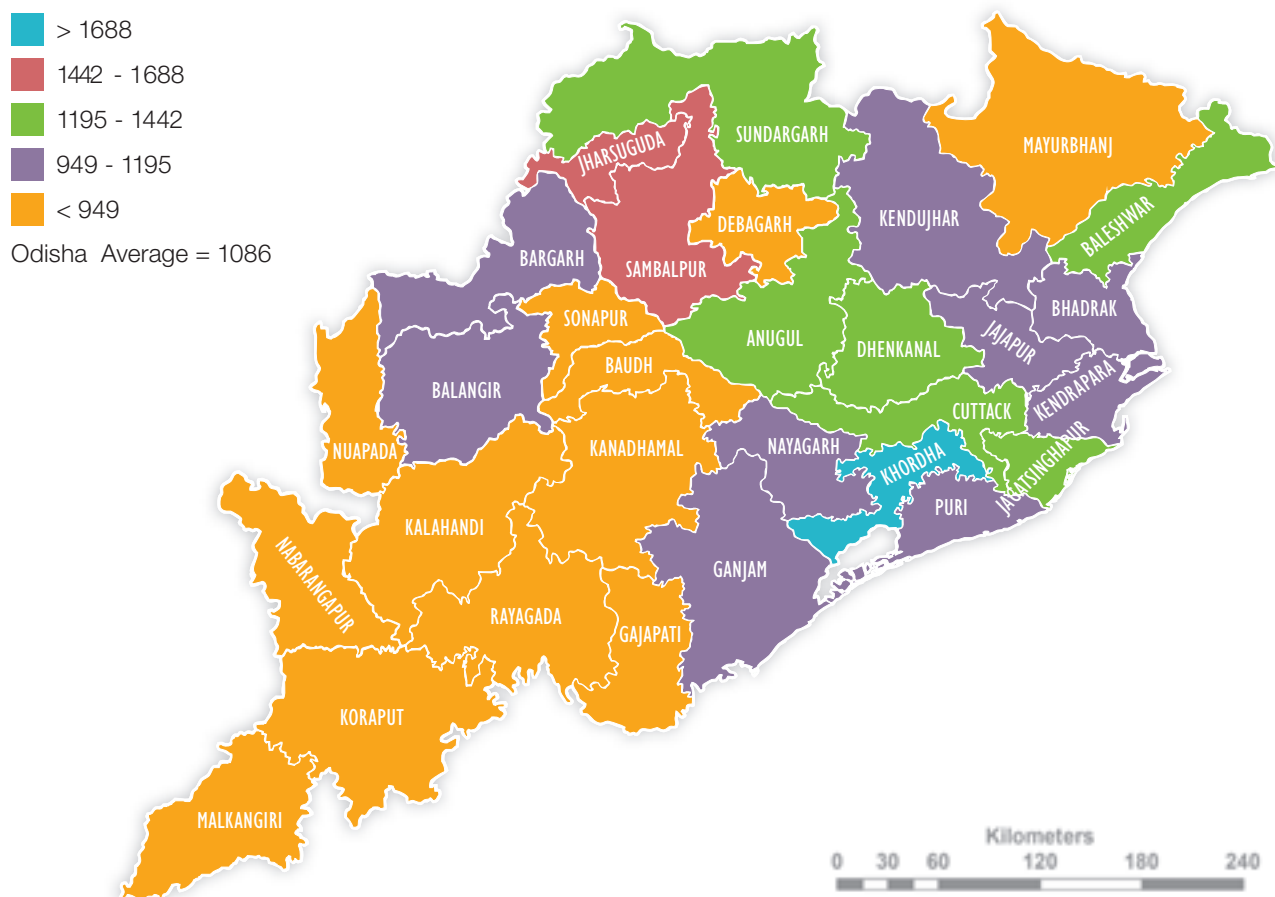 > 1688
1442 - 1688
1195 - 1442
949 - 1195
< 949
Odisha Average = 1086
SUNDARGARH
JHARSUGUDA
MAYURBHANJ
BALESHWAR
KENDUJHAR
DEBAGARH
BARGARH
SAMBALPUR
BHADRAK
SONAPUR
ANUGUL
DHENKANAL
JAJAPUR
BAUDH
BALANGIR
KENDRAPARA
CUTTACK
NUAPADA
KANADHAMAL
NAYAGARH
KHORDHA
JAGATSINGHAPUR
PURI
KALAHANDI
GANJAM
NABARANGAPUR
RAYAGADA
GAJAPATI
KORAPUT
MALKANGIRI
Kilometers
0 30 60 120 180 240